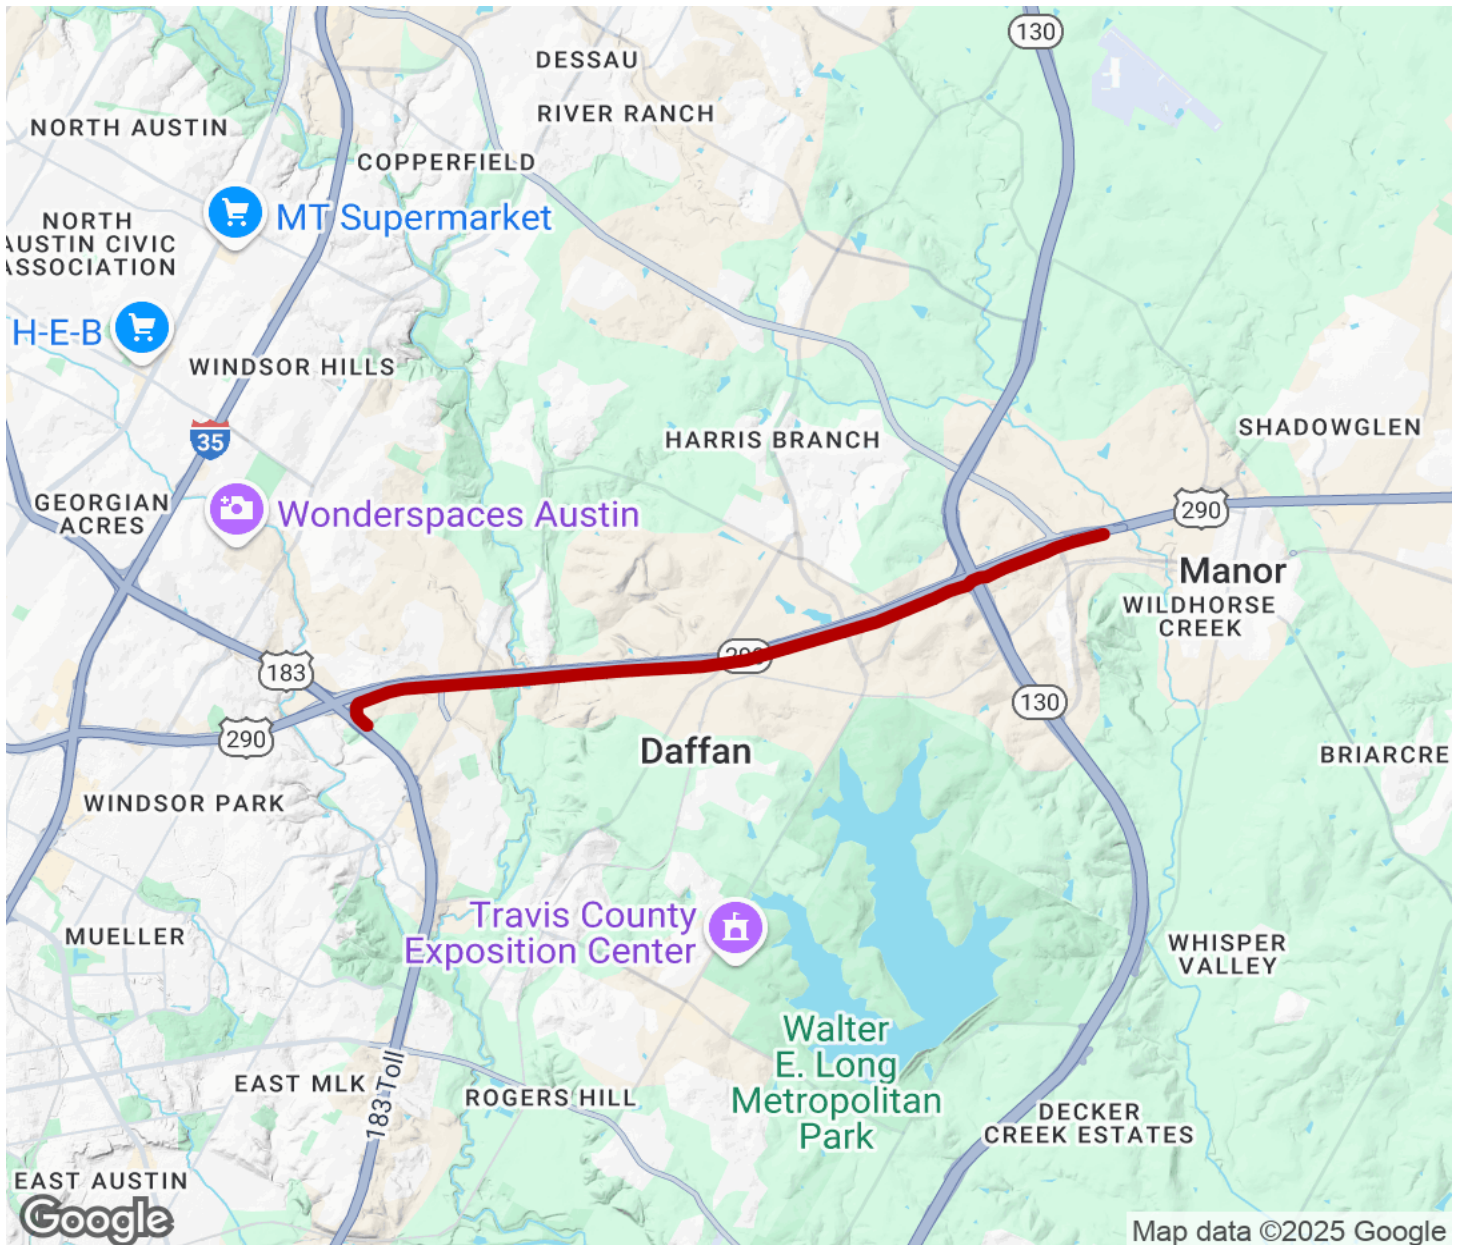 130
DESSAU
RIVER RANCH
NORTH AUSTIN
COPPERFIELD
MT Supermarket
NORTH
AUSTIN CIVIC
ASSOCIATION
H-E-B
WINDSOR HILLS
35
HARRIS BRANCH
SHADOWGLEN
GEORGIAN
ACRES
Wonderspaces Austin
290
Manor
WILDHORSE
CREEK
183
290
290
130
Daffan
BRIARCRE
WINDSOR PARK
Travis County
Exposition Center
MUELLER
WHISPER
VALLEY
Walter
E. Long
Metropolitan
Park
EAST MLK
183 Toll
ROGERS HILL
DECKER
CREEK ESTATES
EAST AUSTIN
Google
Map data ©2025 Google